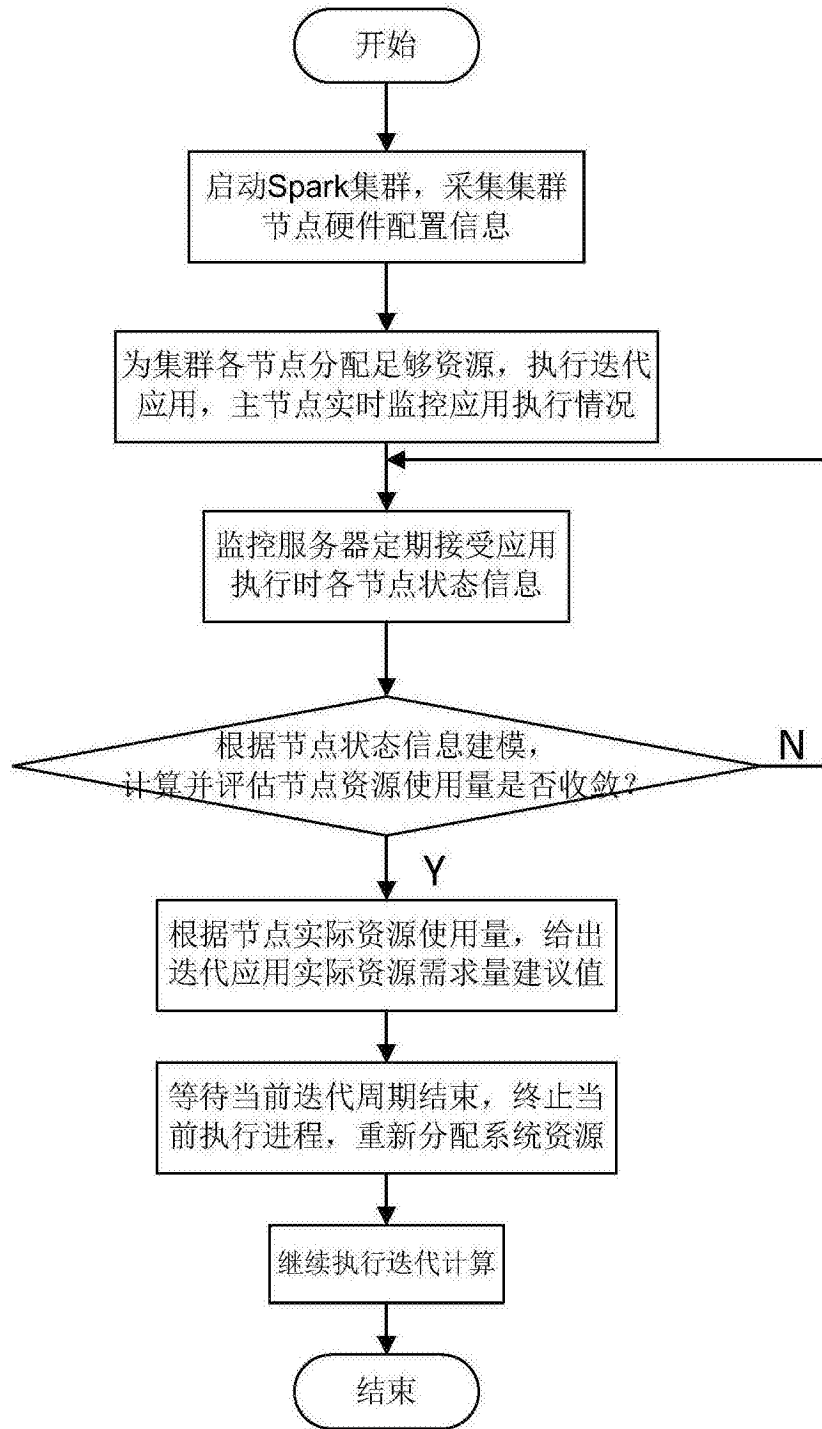 开始
启动Spark集群，采集集群
节点硬件配置信息
为集群各节点分配足够资源，执行迭代
应用，主节点实时监控应用执行情况
监控服务器定期接受应用
执行时各节点状态信息
根据节点状态信息建模，
计算并评估节点资源使用量是否收敛？
N
Y
根据节点实际资源使用量，给出
迭代应用实际资源需求量建议值
等待当前迭代周期结束，终止当
前执行进程，重新分配系统资源
继续执行迭代计算
结束